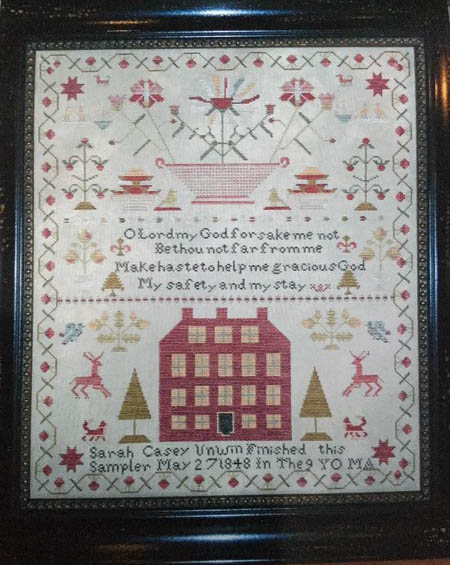 O Lord my God forsake me not
Be thou not far from me
Make haste to help me gracious God
My safety and my stay
Sarah Casey Unwin Finished this
Sampler May 27 1848 In The 9 YO MA